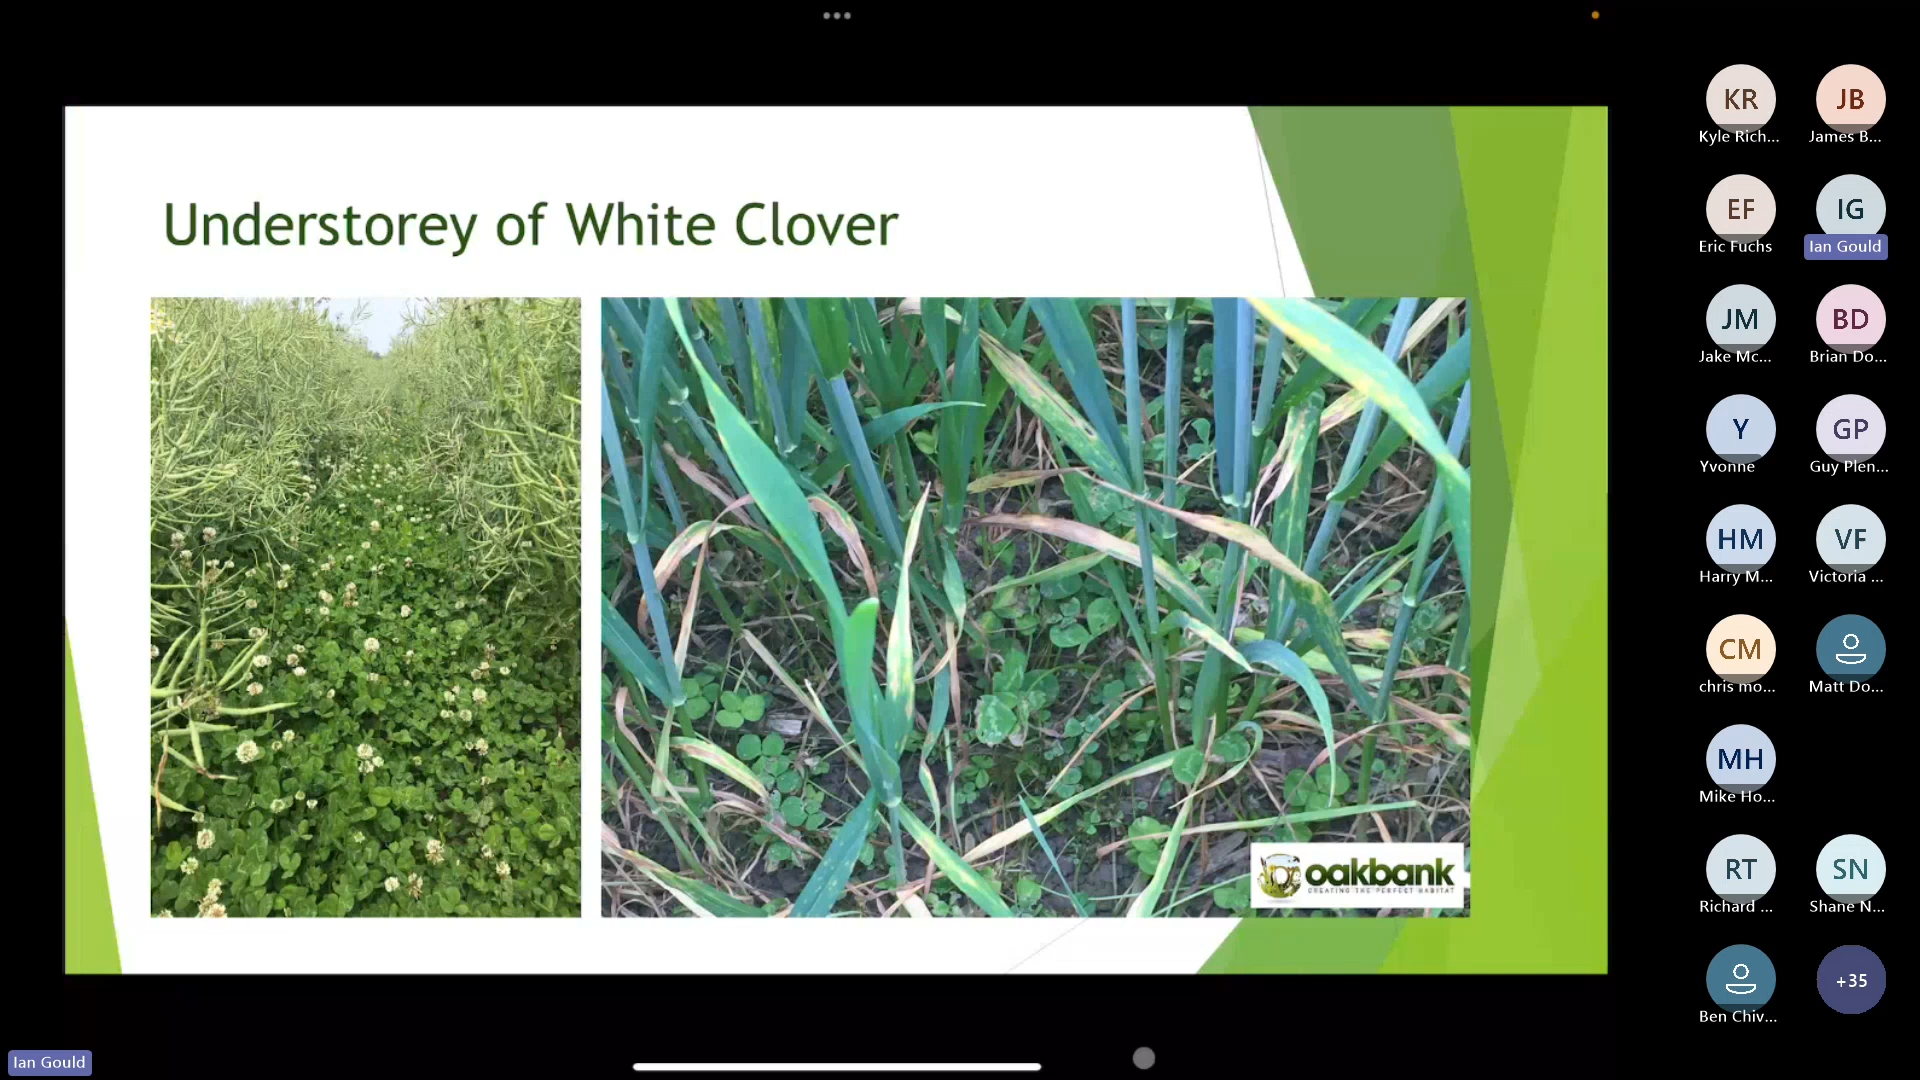 Understorey of White Clover
oakbank
CREATING THE PERFECT HABITAT
KR
Kyle Rich...
JB
James B...
EF
Eric Fuchs
IG
Ian Gould
JM
Jake Mc...
BD
Brian Do...
Y
Yvonne
GP
Guy Plen...
HM
Harry M...
VF
Victoria ...
CM
chris mo...
Matt Do...
MH
Mike Ho...
RT
Richard ...
SN
Shane N...
Ben Chiv...
+35
Ian Gould